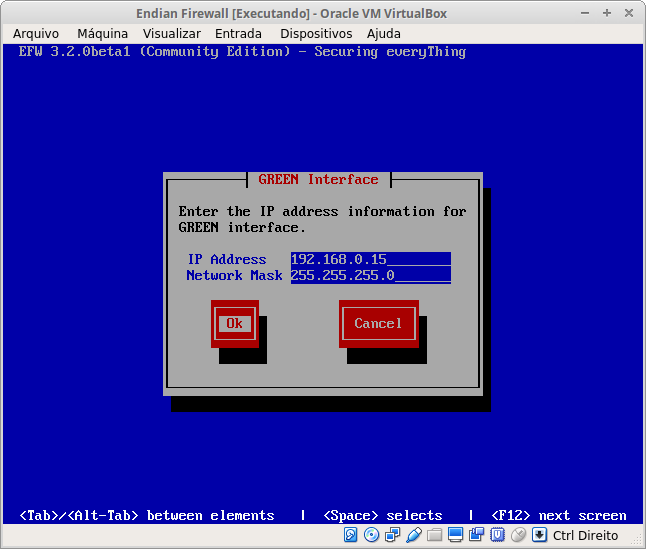 Endian Firewall [Executando] - Oracle VM VirtualBox
Arquivo Máquina Visualizar Entrada Dispositivos Ajuda
EFW 3.2.0beta1 (Community Edition) - Securing everyThing
GREEN Interface
Enter the IP address information for
GREEN interface.
IP Address 192.168.0.15________
Network Mask 255.255.255.0_______
Ok Cancel
<Tab>/<Alt-Tab> between elements | <Space> selects | <F12> next screen
Ctrl Direito